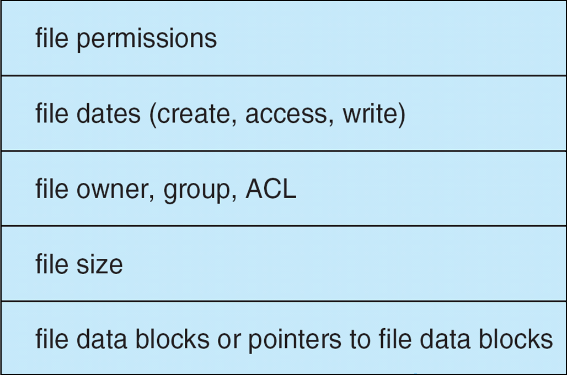 file permissions
file dates (create, access, write)
file owner, group, ACL
file size
file data blocks or pointers to file data blocks